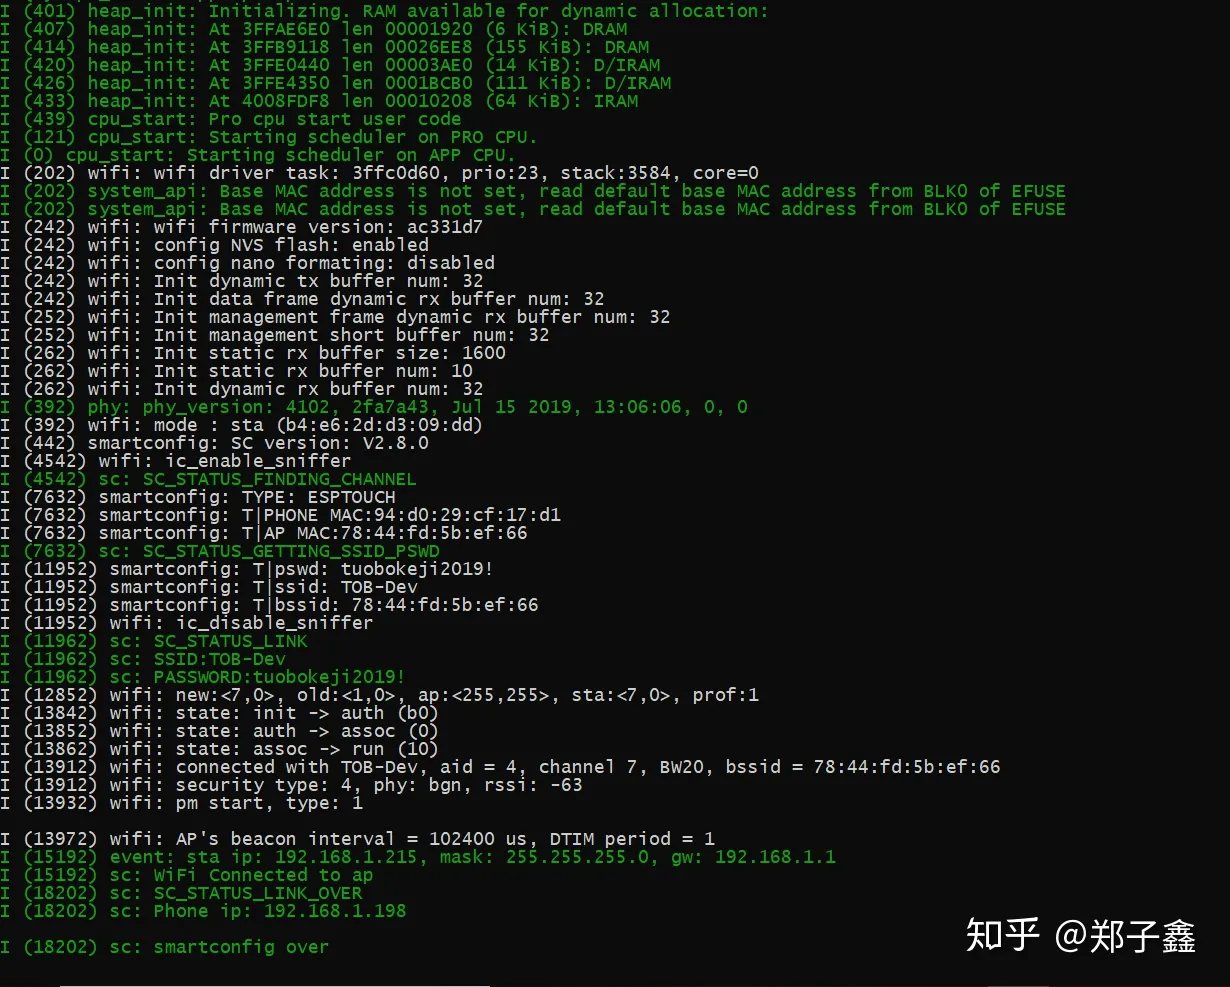 I (401) heap_init: Initializing. RAM available for dynamic allocation:
I (407) heap_init: At 3FFAE6E0 len 00001920 (6 KiB): DRAM
I (414) heap_init: At 3FFB9118 len 00026EE8 (155 KiB): DRAM
I (420) heap_init: At 3FFE0440 len 00003AE0 (14 KiB): D/IRAM
I (426) heap_init: At 3FFE4350 len 0001BCB0 (111 KiB): D/IRAM
I (433) heap_init: At 4008FDF8 len 00010208 (64 KiB): IRAM
I (439) cpu_start: Pro cpu start user code
I (121) cpu_start: Starting scheduler on PRO CPU.
I (0) cpu_start: Starting scheduler on APP CPU.
I (202) wifi: wifi driver task: 3ffc0d60, prio:23, stack:3584, core=0
I (202) system_api: Base MAC address is not set, read default base MAC address from BLK0 of EFUSE
I (202) system_api: Base MAC address is not set, read default base MAC address from BLK0 of EFUSE
I (242) wifi: wifi firmware version: ac331d7
I (242) wifi: config NVS flash: enabled
I (242) wifi: config nano formating: disabled
I (242) wifi: Init dynamic tx buffer num: 32
I (242) wifi: Init data frame dynamic rx buffer num: 32
I (252) wifi: Init management frame dynamic rx buffer num: 32
I (252) wifi: Init management short buffer num: 32
I (262) wifi: Init static rx buffer size: 1600
I (262) wifi: Init static rx buffer num: 10
I (262) wifi: Init dynamic rx buffer num: 32
I (392) phy: phy_version: 4102, 2fa7a43, Jul 15 2019, 13:06:06, 0, 0
I (392) wifi: mode : sta (b4:e6:2d:d3:09:dd)
I (442) smartconfig: SC version: V2.8.0
I (4542) wifi: ic_enable_sniffer
I (4542) sc: SC_STATUS_FINDING_CHANNEL
I (7632) smartconfig: TYPE: ESPTOUCH
I (7632) smartconfig: T|PHONE MAC:94:d0:29:cf:17:d1
I (7632) smartconfig: T|AP MAC:78:44:fd:5b:ef:66
I (7632) sc: SC_STATUS_GETTING_SSID_PSWD
I (11952) smartconfig: T|pswd: tuobokeji2019!
I (11952) smartconfig: T|ssid: TOB-Dev
I (11952) smartconfig: T|bssid: 78:44:fd:5b:ef:66
I (11952) wifi: ic_disable_sniffer
I (11962) sc: SC_STATUS_LINK
I (11962) sc: SSID:TOB-Dev
I (11962) sc: PASSWORD:tuobokeji2019!
I (12852) wifi: new:<7,0>, old:<1,0>, ap:<255,255>, sta:<7,0>, prof:1
I (13842) wifi: state: init -> auth (b0)
I (13852) wifi: state: auth -> assoc (0)
I (13862) wifi: state: assoc -> run (10)
I (13912) wifi: connected with TOB-Dev, aid = 4, channel 7, BW20, bssid = 78:44:fd:5b:ef:66
I (13912) wifi: security type: 4, phy: bgn, rssi: -63
I (13932) wifi: pm start, type: 1
I (13972) wifi: AP's beacon interval = 102400 us, DTIM period = 1
I (15192) event: sta ip: 192.168.1.215, mask: 255.255.255.0, gw: 192.168.1.1
I (15192) sc: WiFi Connected to ap
I (18202) sc: SC_STATUS_LINK_OVER
I (18202) sc: Phone ip: 192.168.1.198
I (18202) sc: smartconfig over
知乎 @郑子鑫